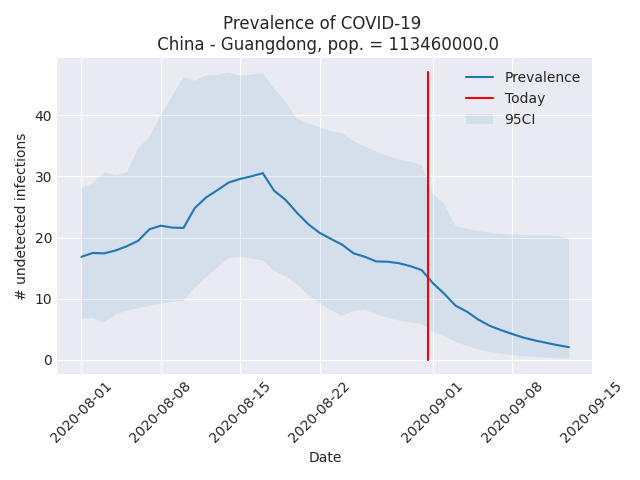 Prevalence of COVID-19
China - Guangdong, pop. = 113460000.0
Prevalence
Today
95CI
# undetected infections
40
30
20
10
0
2020-08-01
2020-08-08
2020-08-15
2020-08-22
2020-09-01
2020-09-08
2020-09-15
Date